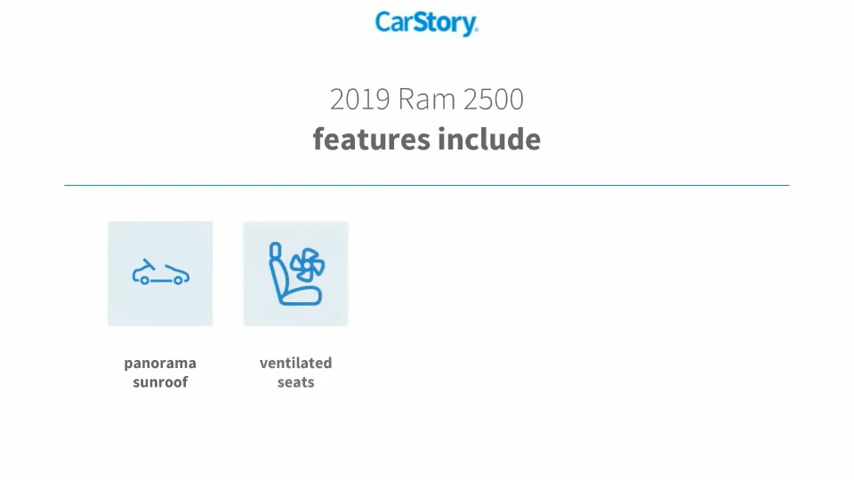 CarStory.
2019 Ram 2500
features include
panorama
sunroof
ventilated
seats